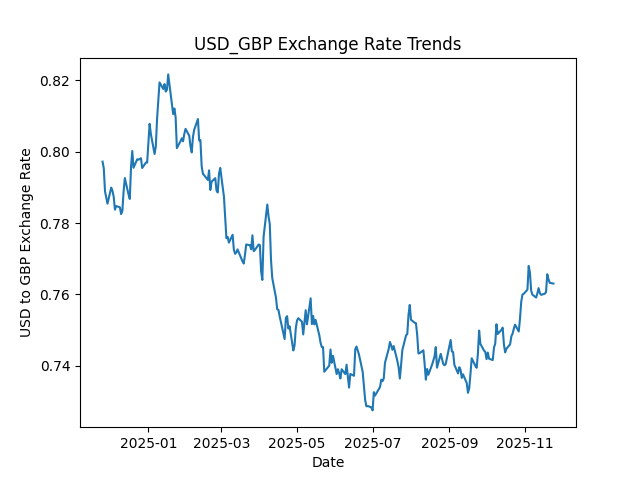 USD_GBP Exchange Rate Trends
USD to GBP Exchange Rate
0.82
0.80
0.78
0.76
0.74
2025-01 2025-03 2025-05 2025-07 2025-09 2025-11
Date